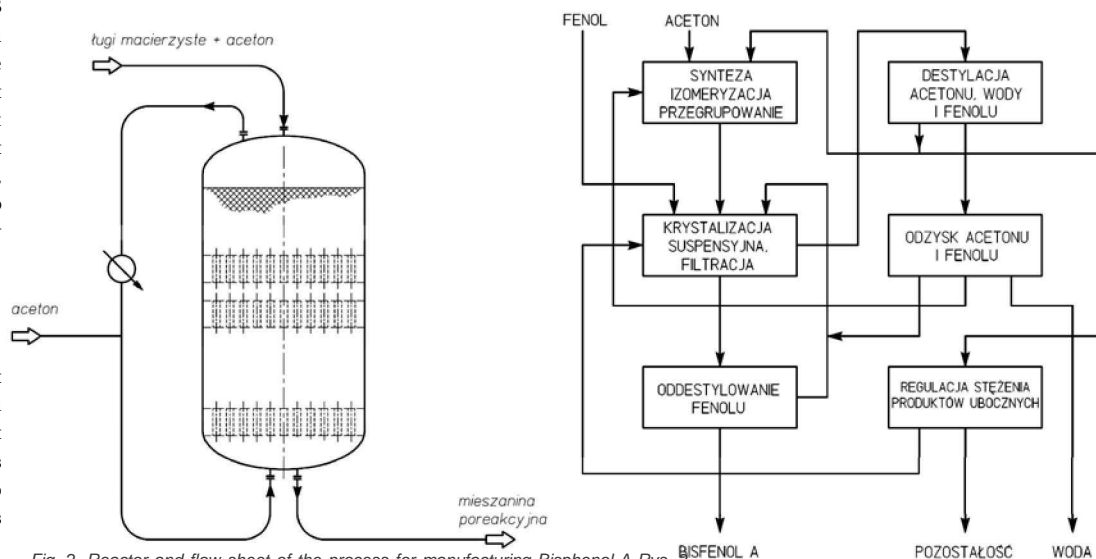 ługi macierzyste + aceton
aceton
mieszanina
poreakcyjna
FENOL
ACETON
SYNTEZA
IZOMERYZACJA
PRZEGRUPOWANIE
DESTYLACJA
ACETONU, WODY
I FENOLU
KRYSTALIZACJA
SUSPENSYJNA,
FILTRACJA
ODZYSK ACETONU
I FENOLU
ODDESTYLOWANIE
FENOLU
REGULACJA STĘŻENIA
PRODUKTÓW UBOCZNYCH
BISFENOL A
POZOSTAŁOŚĆ
WODA
Fig. 2. Reactor and flow sheet of the process for manufacturing Bisphenol A Rys.